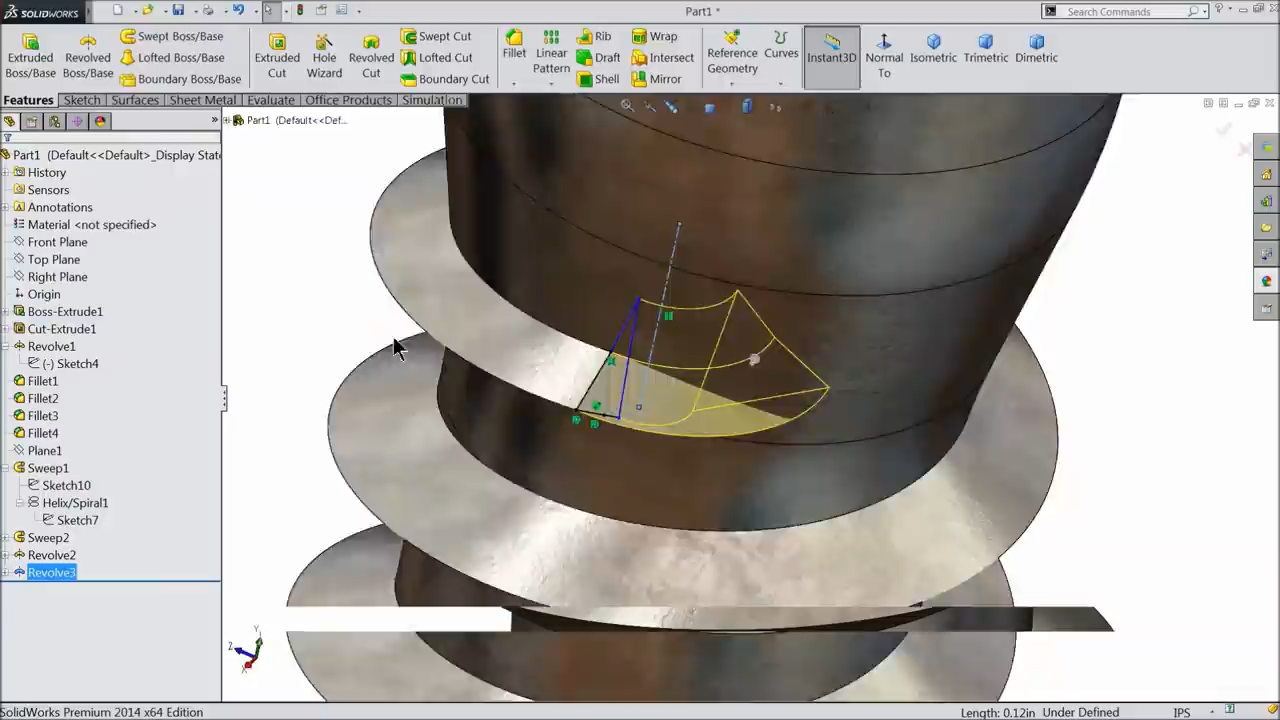 SOLIDWORKS
Part1 *
Search Commands
Extruded Boss/Base
Revolved Boss/Base
Swept Boss/Base
Lofted Boss/Base
Boundary Boss/Base
Extruded Cut
Hole Wizard
Revolved Cut
Swept Cut
Lofted Cut
Boundary Cut
Fillet
Linear Pattern
Rib
Draft
Shell
Wrap
Intersect
Mirror
Reference Geometry
Curves
Instant3D
Normal To
Isometric
Trimetric
Dimetric
Features
Sketch
Surfaces
Sheet Metal
Evaluate
Office Products
Simulation
Part1 (Default<<Def...
Part1 (Default<<Default>_Display State
History
Sensors
Annotations
Material <not specified>
Front Plane
Top Plane
Right Plane
Origin
Boss-Extrude1
Cut-Extrude1
Revolve1
(-) Sketch4
Fillet1
Fillet2
Fillet3
Fillet4
Plane1
Sweep1
Sketch10
Helix/Spiral1
Sketch7
Sweep2
Revolve2
Revolve3
Y
Z
X
SolidWorks Premium 2014 x64 Edition
Length: 0.12in
Under Defined
IPS